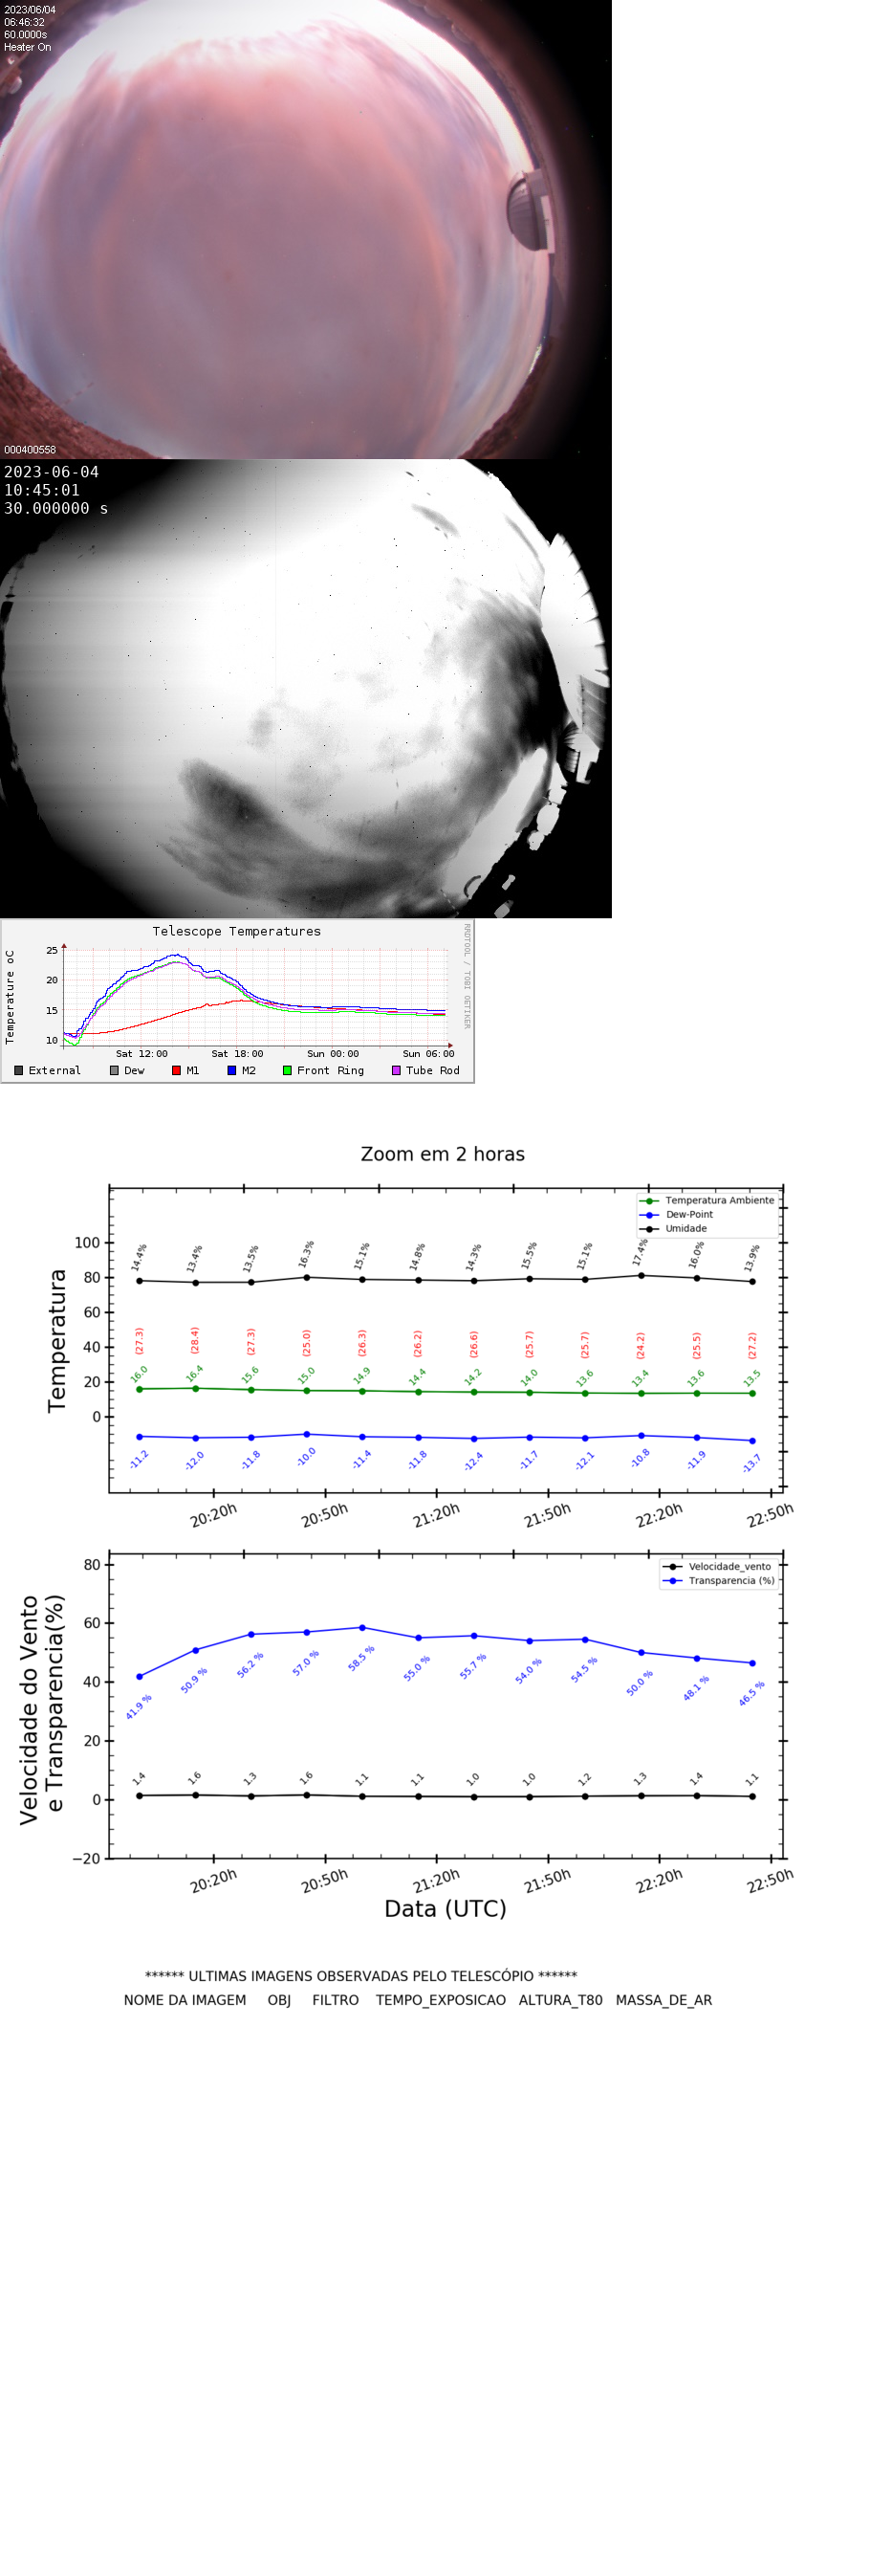 2023/06/04
06:46:32
60.0000s
Heater On
000400558
2023-06-04
10:45:01
30.000000 s
Telescope Temperatures
RRDTOOL / TOBI OETIKER
Temperature oC
25
20
15
10
Sat 12:00 Sat 18:00 Sun 00:00 Sun 06:00
External Dew M1 M2 Front Ring Tube Rod
Zoom em 2 horas
Temperatura Ambiente
Dew-Point
Umidade
Temperatura
100
80
60
40
20
0
14.4% 13.4% 13.5% 16.3% 15.1% 14.8% 14.3% 15.5% 15.1% 17.4% 16.0% 13.9%
(27.3) (28.4) (27.3) (25.0) (26.3) (26.2) (26.6) (25.7) (25.7) (24.2) (25.5) (27.2)
16.0 16.4 15.6 15.0 14.9 14.4 14.2 14.0 13.6 13.4 13.6 13.5
-11.2 -12.0 -11.8 -10.0 -11.4 -11.8 -12.4 -11.7 -12.1 -10.8 -11.9 -13.7
20:20h 20:50h 21:20h 21:50h 22:20h 22:50h
Velocidade_vento
Transparencia (%)
Velocidade do Vento
e Transparencia(%)
80
60
40
20
0
−20
41.9 % 50.9 % 56.2 % 57.0 % 58.5 % 55.0 % 55.7 % 54.0 % 54.5 % 50.0 % 48.1 % 46.5 %
1.4 1.6 1.3 1.6 1.1 1.1 1.0 1.0 1.2 1.3 1.4 1.1
20:20h 20:50h 21:20h 21:50h 22:20h 22:50h
Data (UTC)
****** ULTIMAS IMAGENS OBSERVADAS PELO TELESCÓPIO ******
NOME DA IMAGEM OBJ FILTRO TEMPO_EXPOSICAO ALTURA_T80 MASSA_DE_AR